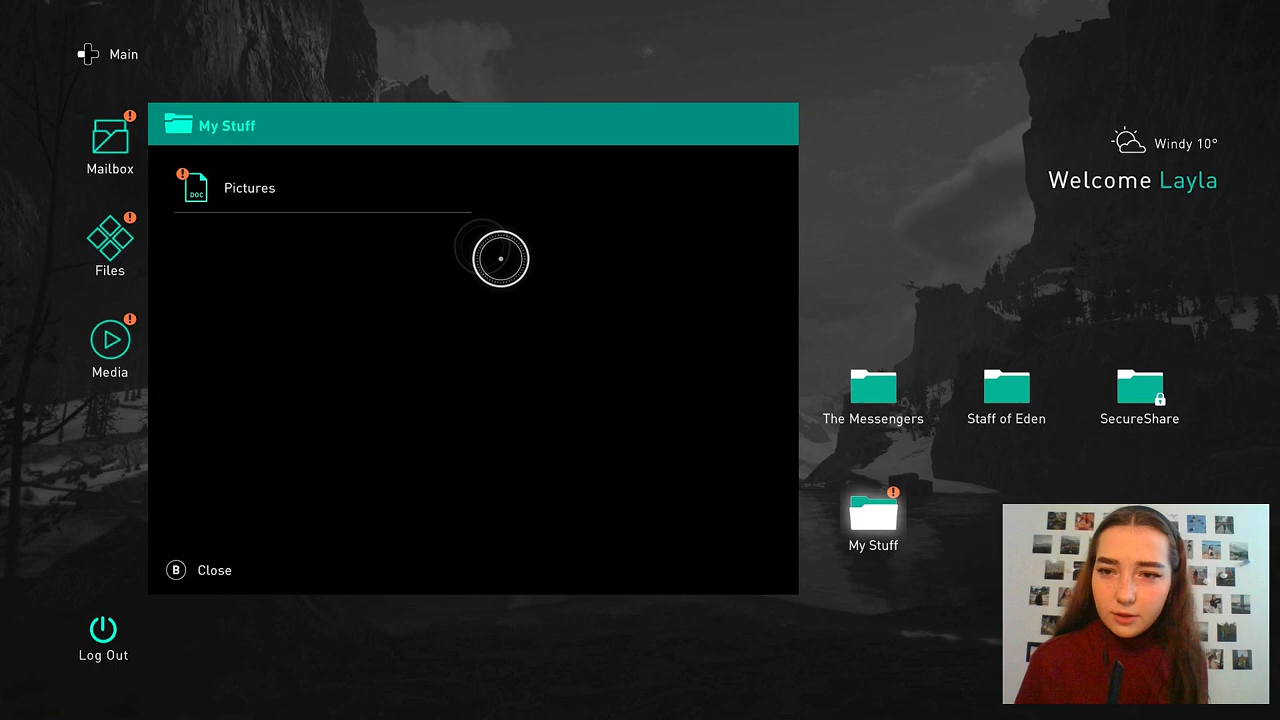 Main
My Stuff
Mailbox
DOC
Pictures
Files
Media
Windy 10°
Welcome Layla
The Messengers
Staff of Eden
SecureShare
My Stuff
B Close
Log Out